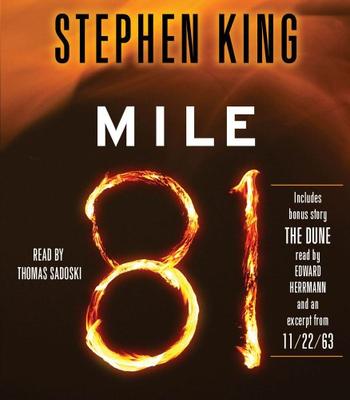 STEPHEN KING
MILE
81
READ BY
THOMAS SADOSKI
Includes
bonus story
THE DUNE
read by
EDWARD
HERRMANN
and an
excerpt from
11/22/63